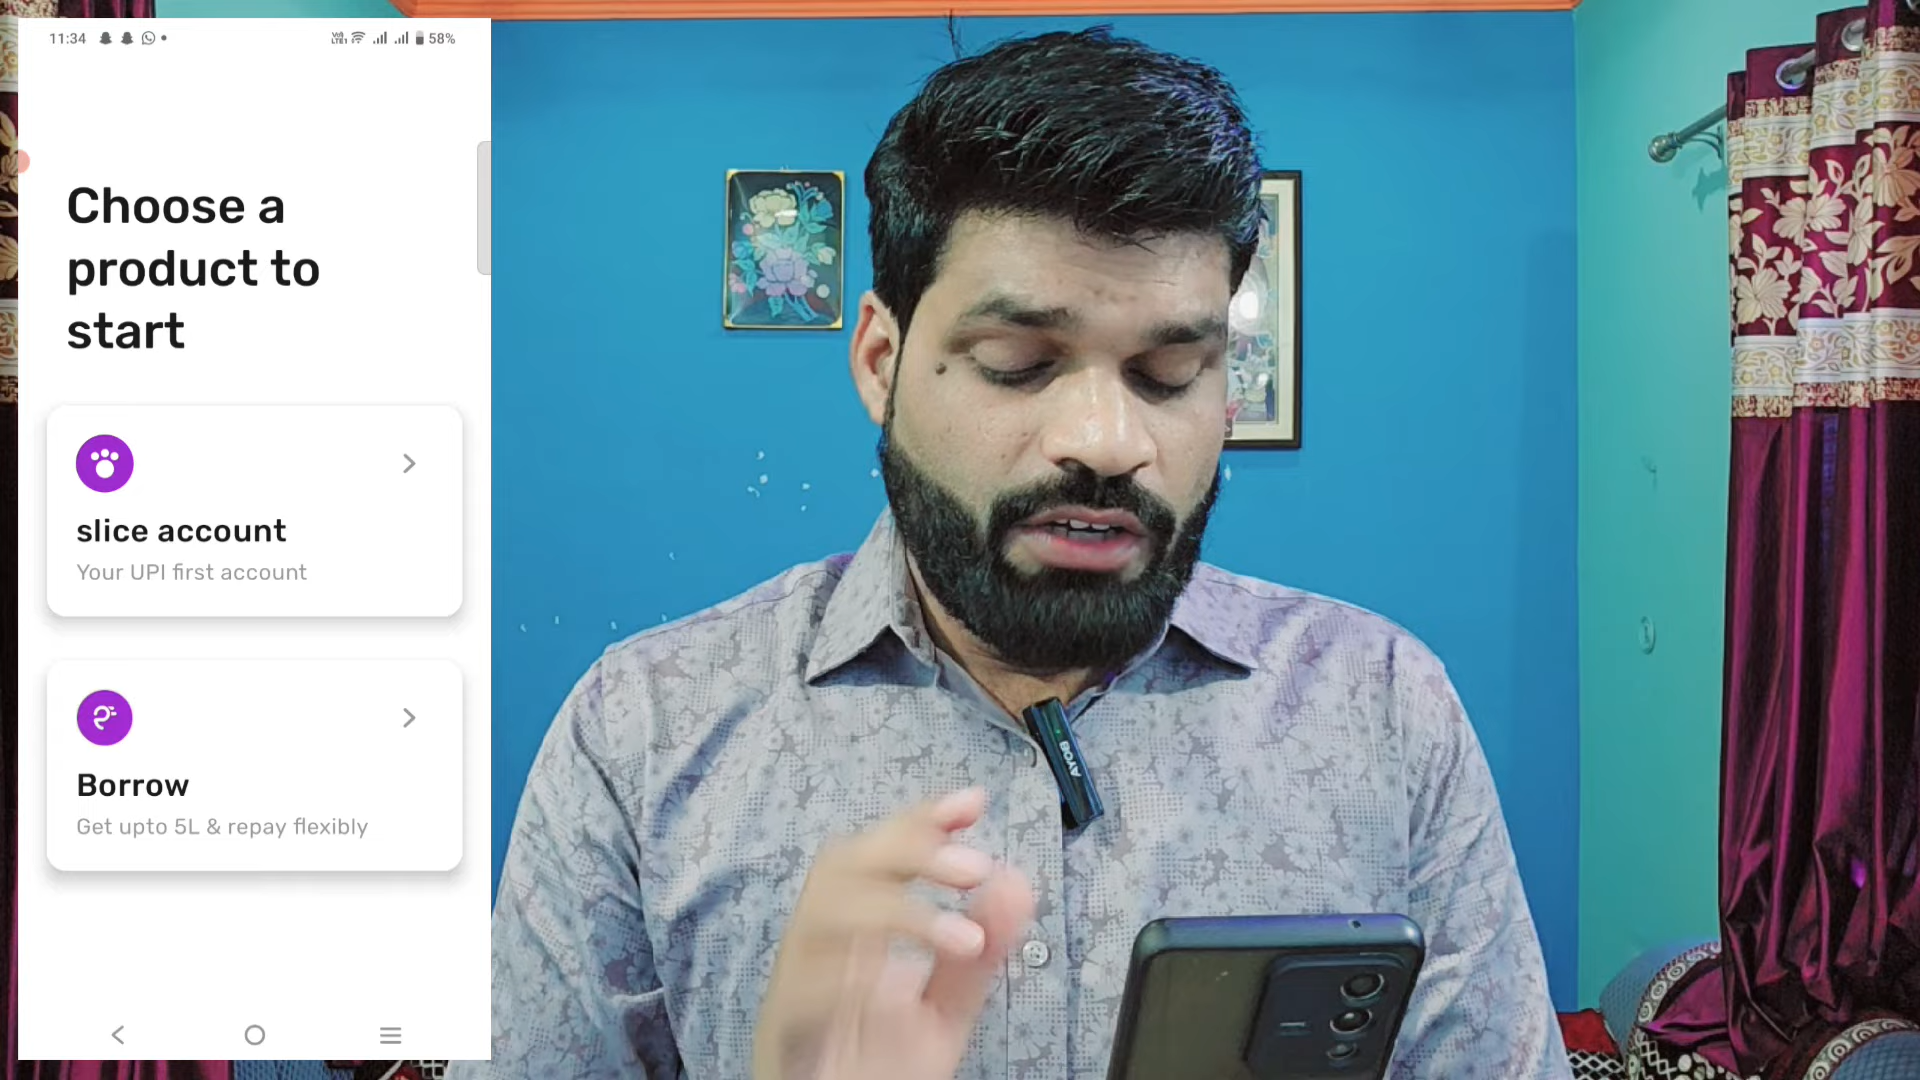 11:34
58%
Choose a
product to
start
slice account
Your UPI first account
Borrow
Get upto 5L & repay flexibly
BOYA